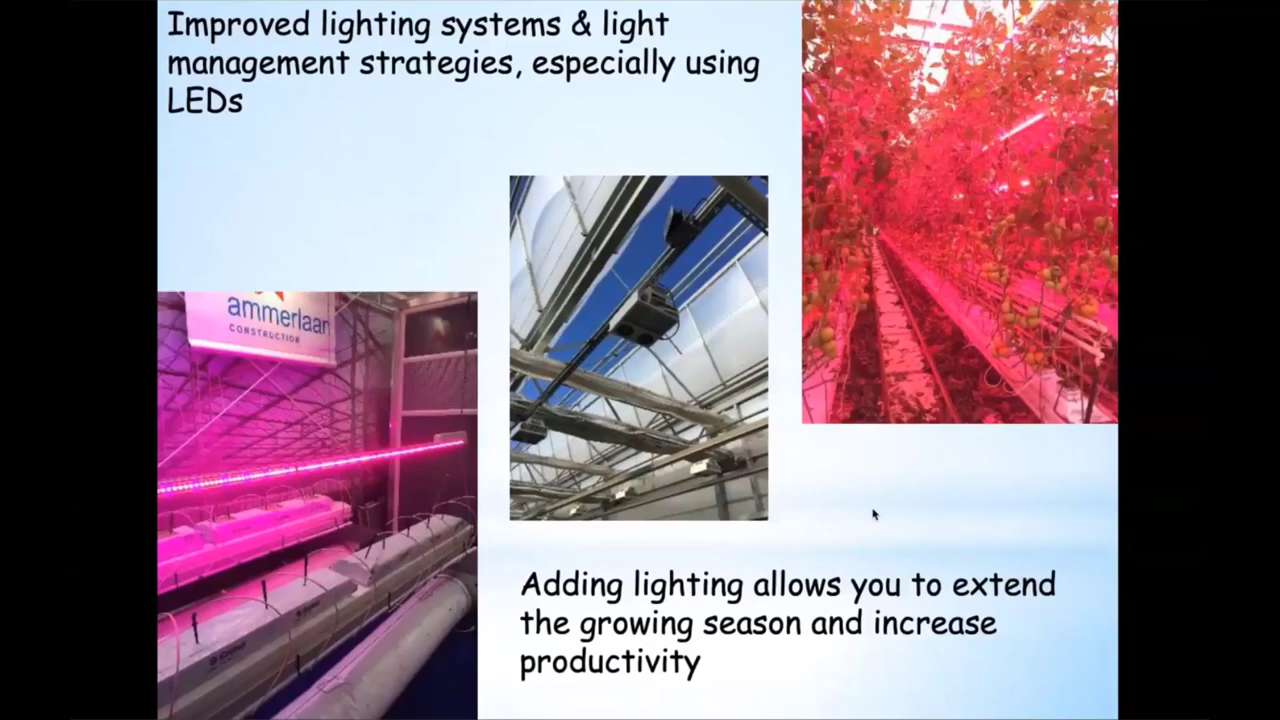 Improved lighting systems & light
management strategies, especially using
LEDs
ammerlaan
CONSTRUCTION
Adding lighting allows you to extend
the growing season and increase
productivity